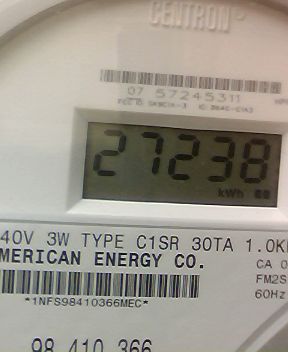 CENTRON
07 57245311
27238
kWh
40V 3W TYPE C1SR 30TA 1.0K
MERICAN ENERGY CO.
CA 0
FM2S
60Hz
*1NFS98410366MEC*
98 410 366